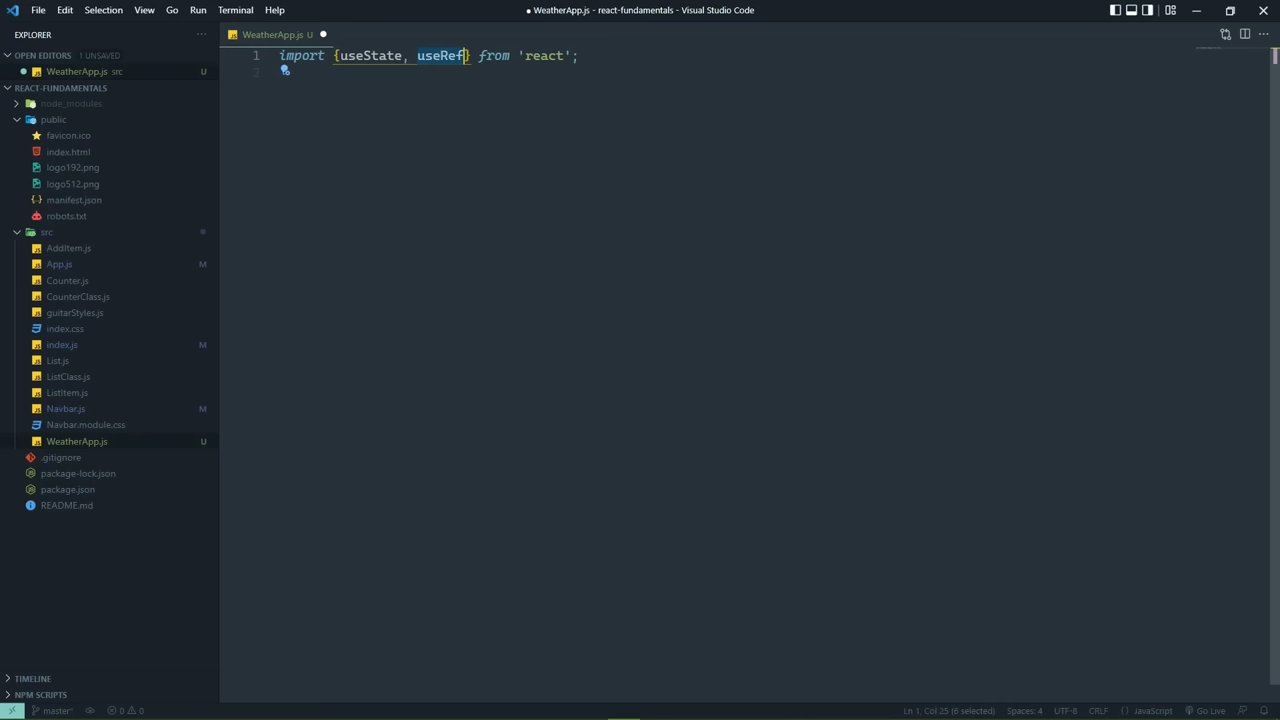 File Edit Selection View Go Run Terminal Help
● WeatherApp.js - react-fundamentals - Visual Studio Code
EXPLORER
OPEN EDITORS 1 UNSAVED
WeatherApp.js src U
REACT-FUNDAMENTALS
node_modules
public
favicon.ico
index.html
logo192.png
logo512.png
manifest.json
robots.txt
src
AddItem.js
App.js M
Counter.js
CounterClass.js
guitarStyles.js
index.css
index.js M
List.js
ListClass.js
ListItem.js
Navbar.js M
Navbar.module.css
WeatherApp.js U
.gitignore
package-lock.json
package.json
README.md
TIMELINE
NPM SCRIPTS
WeatherApp.js U
1 import {useState, useRef} from 'react';
2
master* 0 0
Ln 1, Col 25 (6 selected) Spaces: 4 UTF-8 CRLF {} JavaScript Go Live